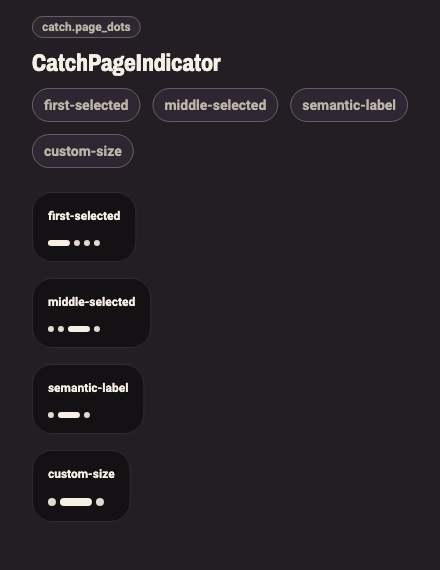 catch.page_dots
CatchPageIndicator
first-selected middle-selected semantic-label
custom-size
first-selected
middle-selected
semantic-label
custom-size